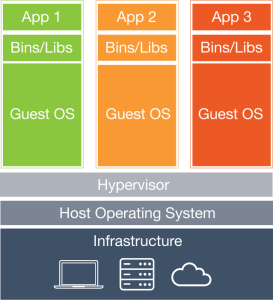 App 1 App 2 App 3
Bins/Libs Bins/Libs Bins/Libs
Guest OS Guest OS Guest OS
Hypervisor
Host Operating System
Infrastructure